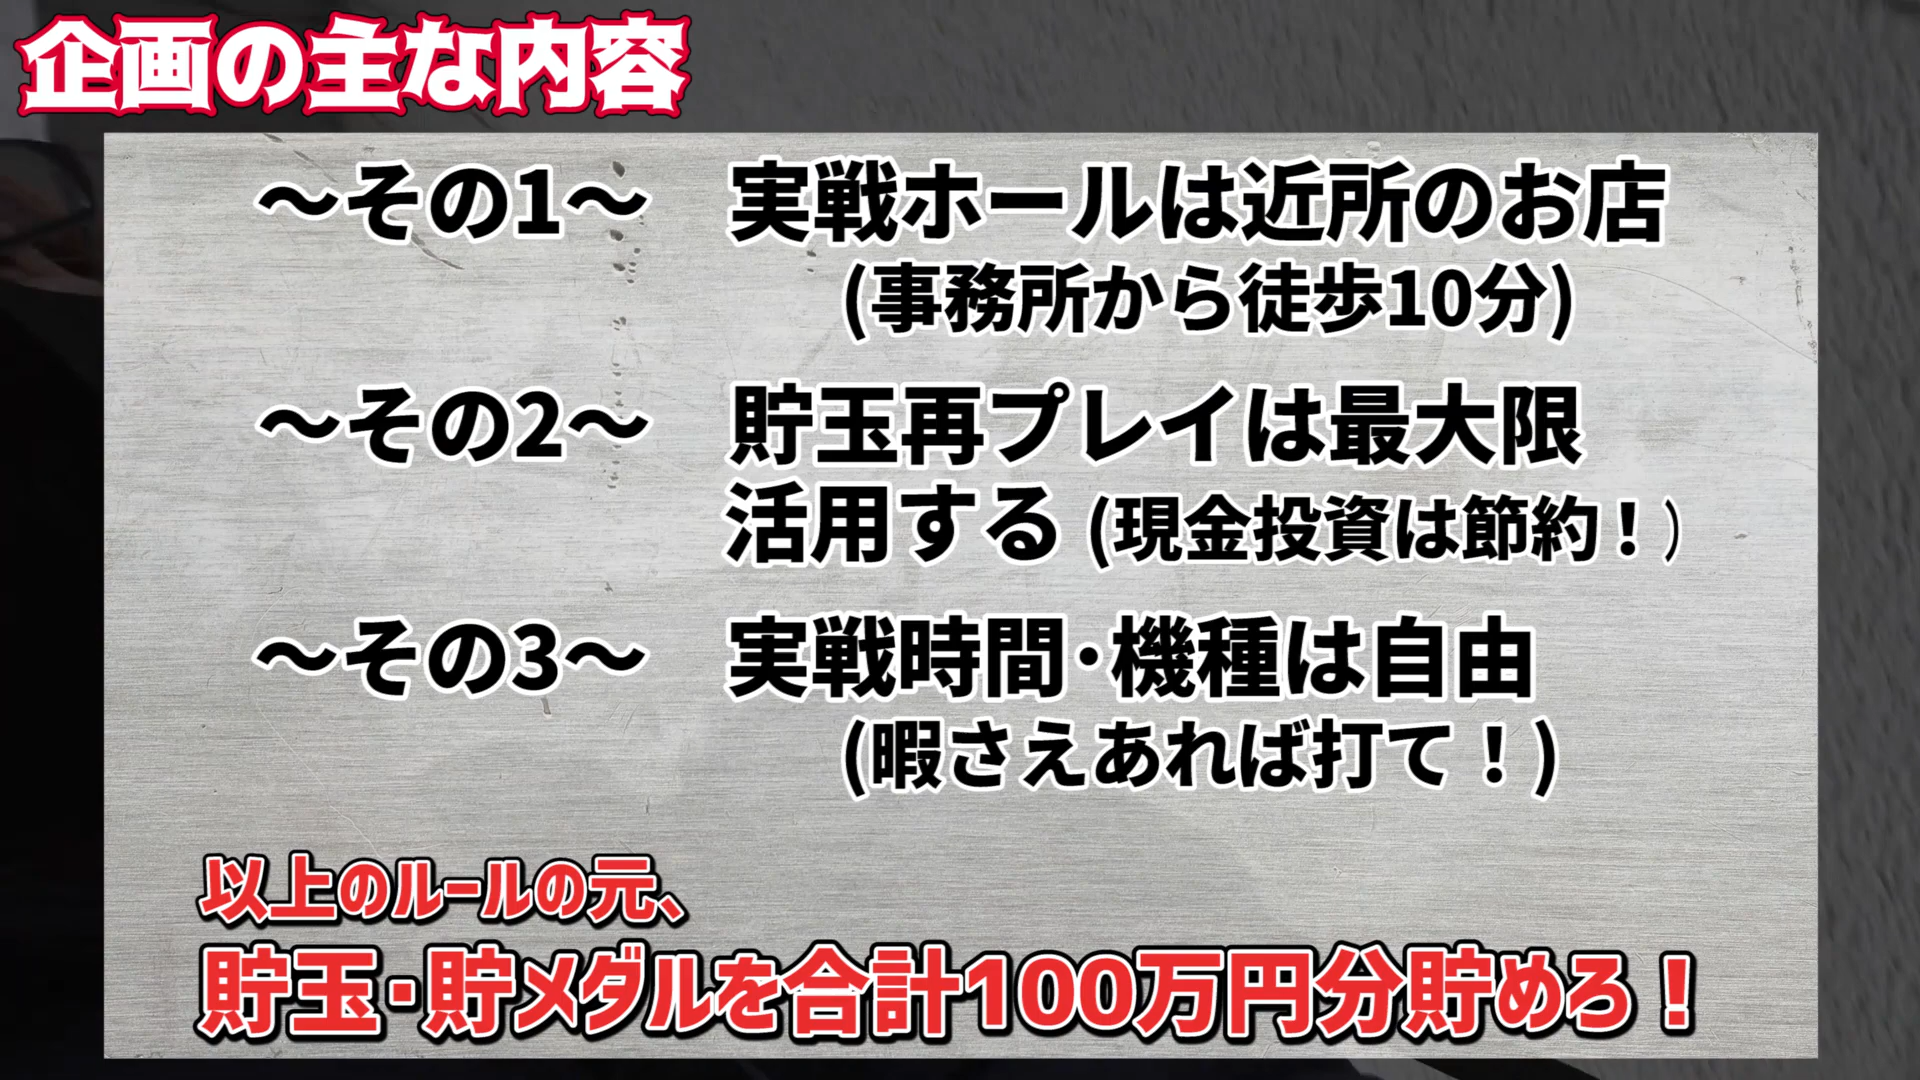 企画の主な内容
～その1～ 実戦ホールは近所のお店
(事務所から徒歩10分)
～その2～ 貯玉再プレイは最大限
活用する (現金投資は節約！)
～その3～ 実戦時間･機種は自由
(暇さえあれば打て！)
以上のルールの元、
貯玉･貯メダルを合計100万円分貯めろ！